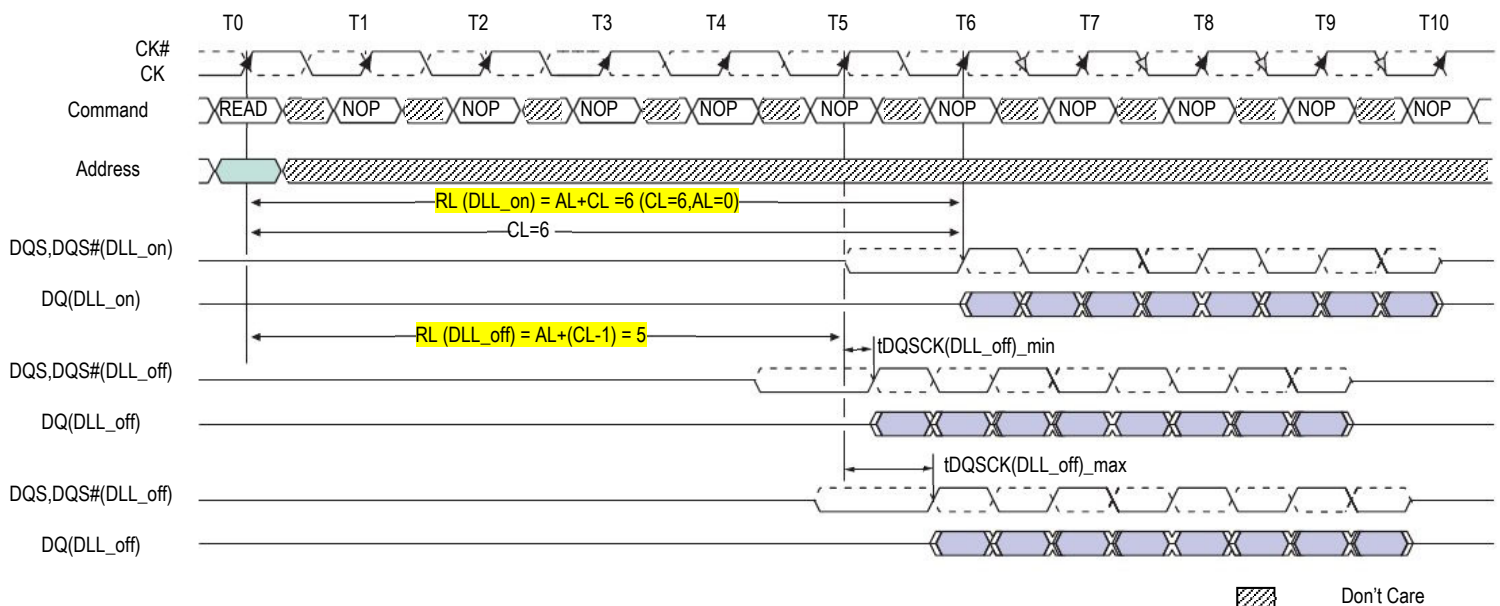 T0 T1 T2 T3 T4 T5 T6 T7 T8 T9 T10
CK#
CK
Command READ NOP NOP NOP NOP NOP NOP NOP NOP NOP NOP
Address
RL (DLL_on) = AL+CL =6 (CL=6,AL=0)
CL=6
DQS,DQS#(DLL_on)
DQ(DLL_on)
RL (DLL_off) = AL+(CL-1) = 5
tDQSCK(DLL_off)_min
DQS,DQS#(DLL_off)
DQ(DLL_off)
tDQSCK(DLL_off)_max
DQS,DQS#(DLL_off)
DQ(DLL_off)
Don't Care